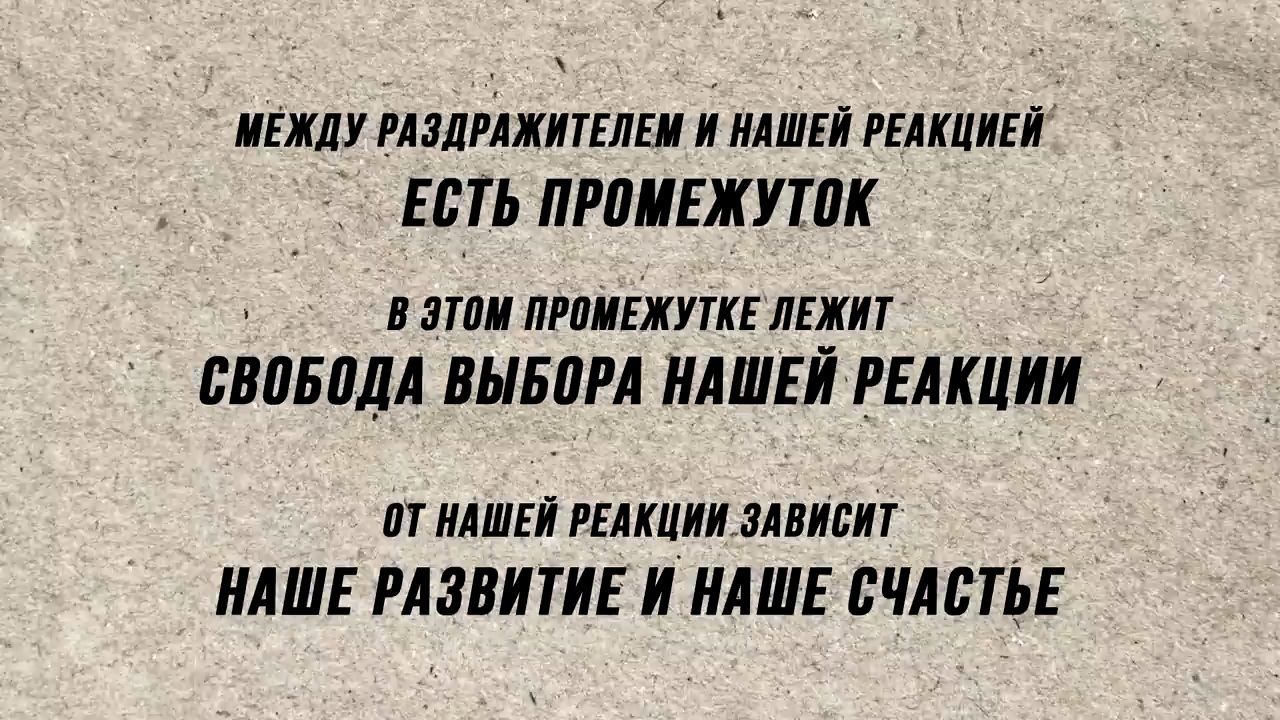 МЕЖДУ РАЗДРАЖИТЕЛЕМ И НАШЕЙ РЕАКЦИЕЙ
ЕСТЬ ПРОМЕЖУТОК
В ЭТОМ ПРОМЕЖУТКЕ ЛЕЖИТ
СВОБОДА ВЫБОРА НАШЕЙ РЕАКЦИИ
ОТ НАШЕЙ РЕАКЦИИ ЗАВИСИТ
НАШЕ РАЗВИТИЕ И НАШЕ СЧАСТЬЕ